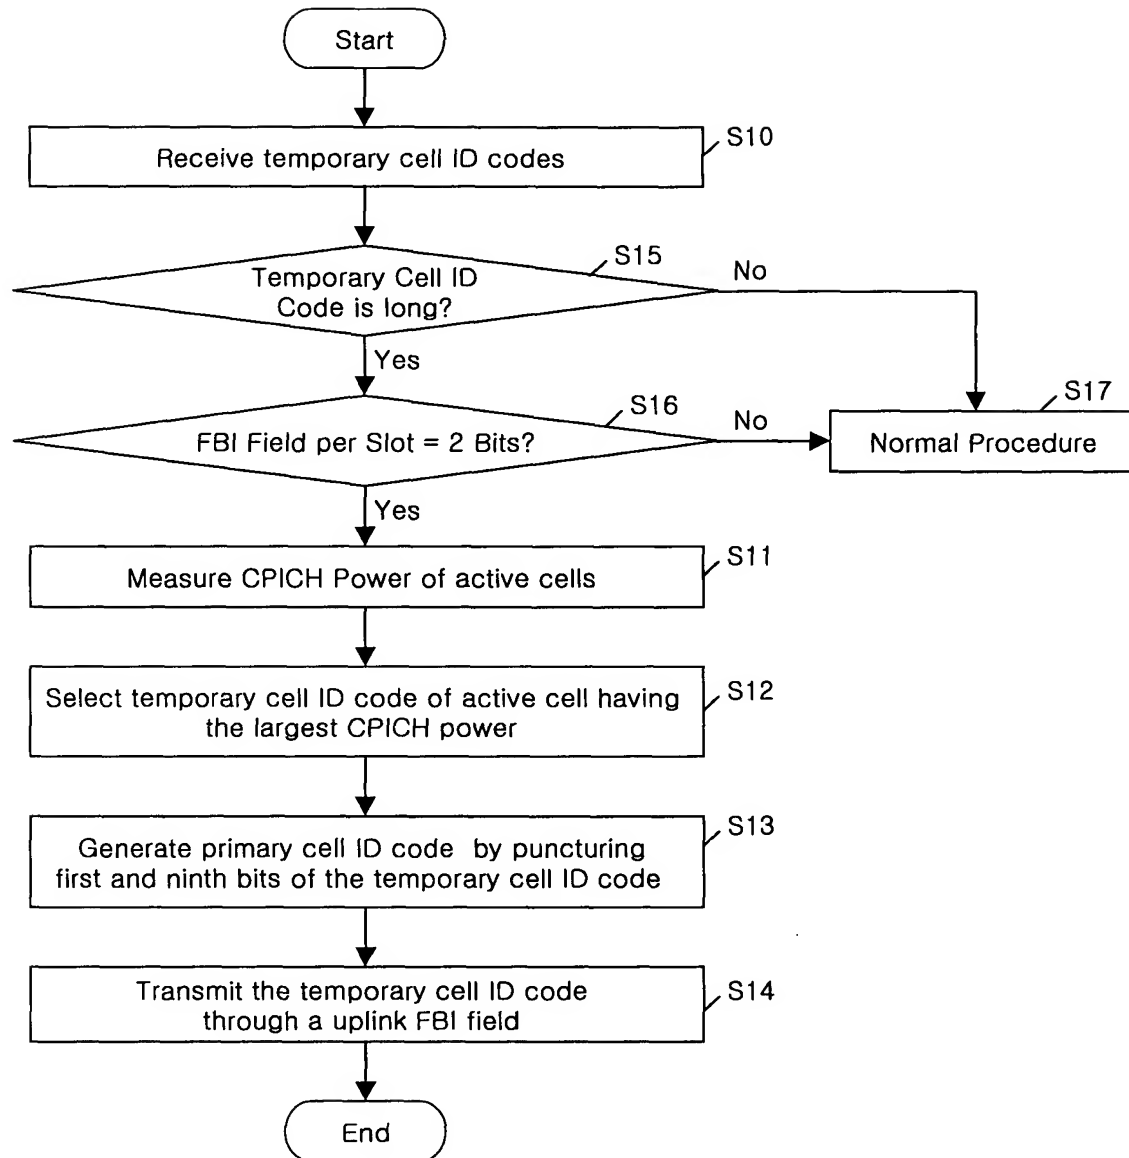 Start
S10
Receive temporary cell ID codes
S15
Temporary Cell ID
Code is long?
No
Yes
S16
FBI Field per Slot = 2 Bits?
No
S17
Normal Procedure
Yes
S11
Measure CPICH Power of active cells
S12
Select temporary cell ID code of active cell having
the largest CPICH power
S13
Generate primary cell ID code by puncturing
first and ninth bits of the temporary cell ID code
S14
Transmit the temporary cell ID code
through a uplink FBI field
End